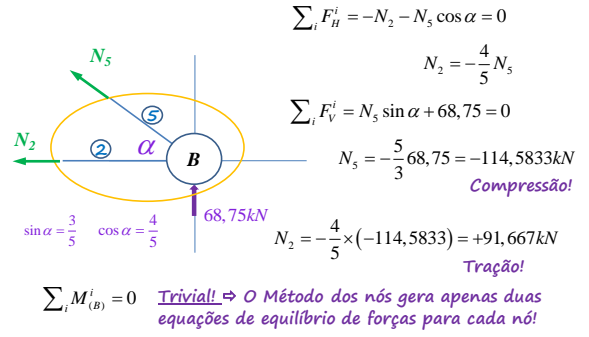 ∑ᵢ Fᴴⁱ = −N₂ − N₅ cos α = 0
N₂ = −4/5 N₅
N₅
∑ᵢ Fⱽⁱ = N₅ sin α + 68,75 = 0
5
N₂
2
α
B
N₅ = −5/3 68,75 = −114,5833kN
Compressão!
68,75kN
sin α = 3/5 cos α = 4/5
N₂ = −4/5 × (−114,5833) = +91,667kN
Tração!
∑ᵢ M₍B₎ⁱ = 0 Trivial! ⇨ O Método dos nós gera apenas duas
equações de equilíbrio de forças para cada nó!